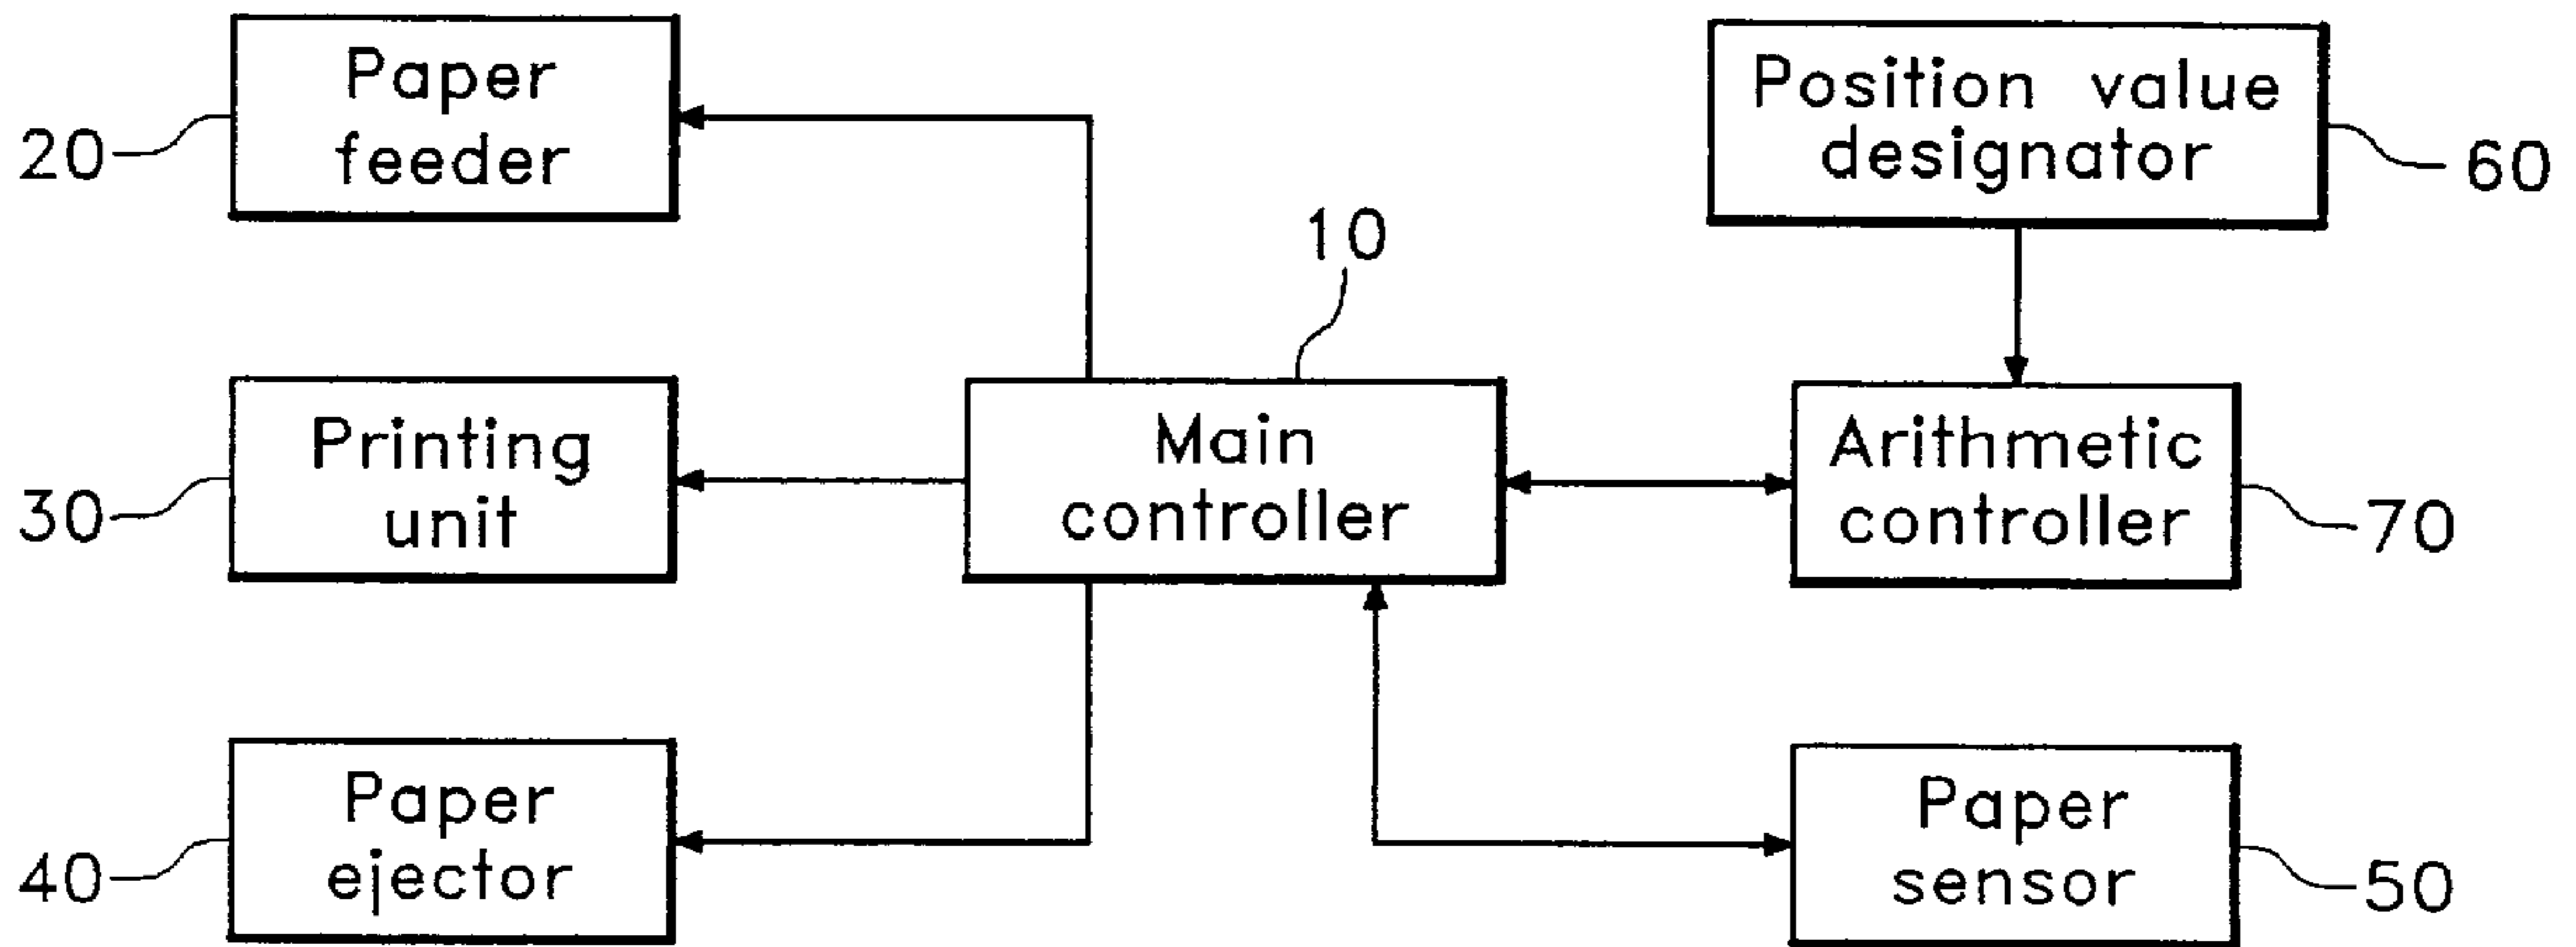 Paper
feeder
20
Position value
designator
60
10
Printing
unit
30
Main
controller
Arithmetic
controller
70
Paper
ejector
40
Paper
sensor
50